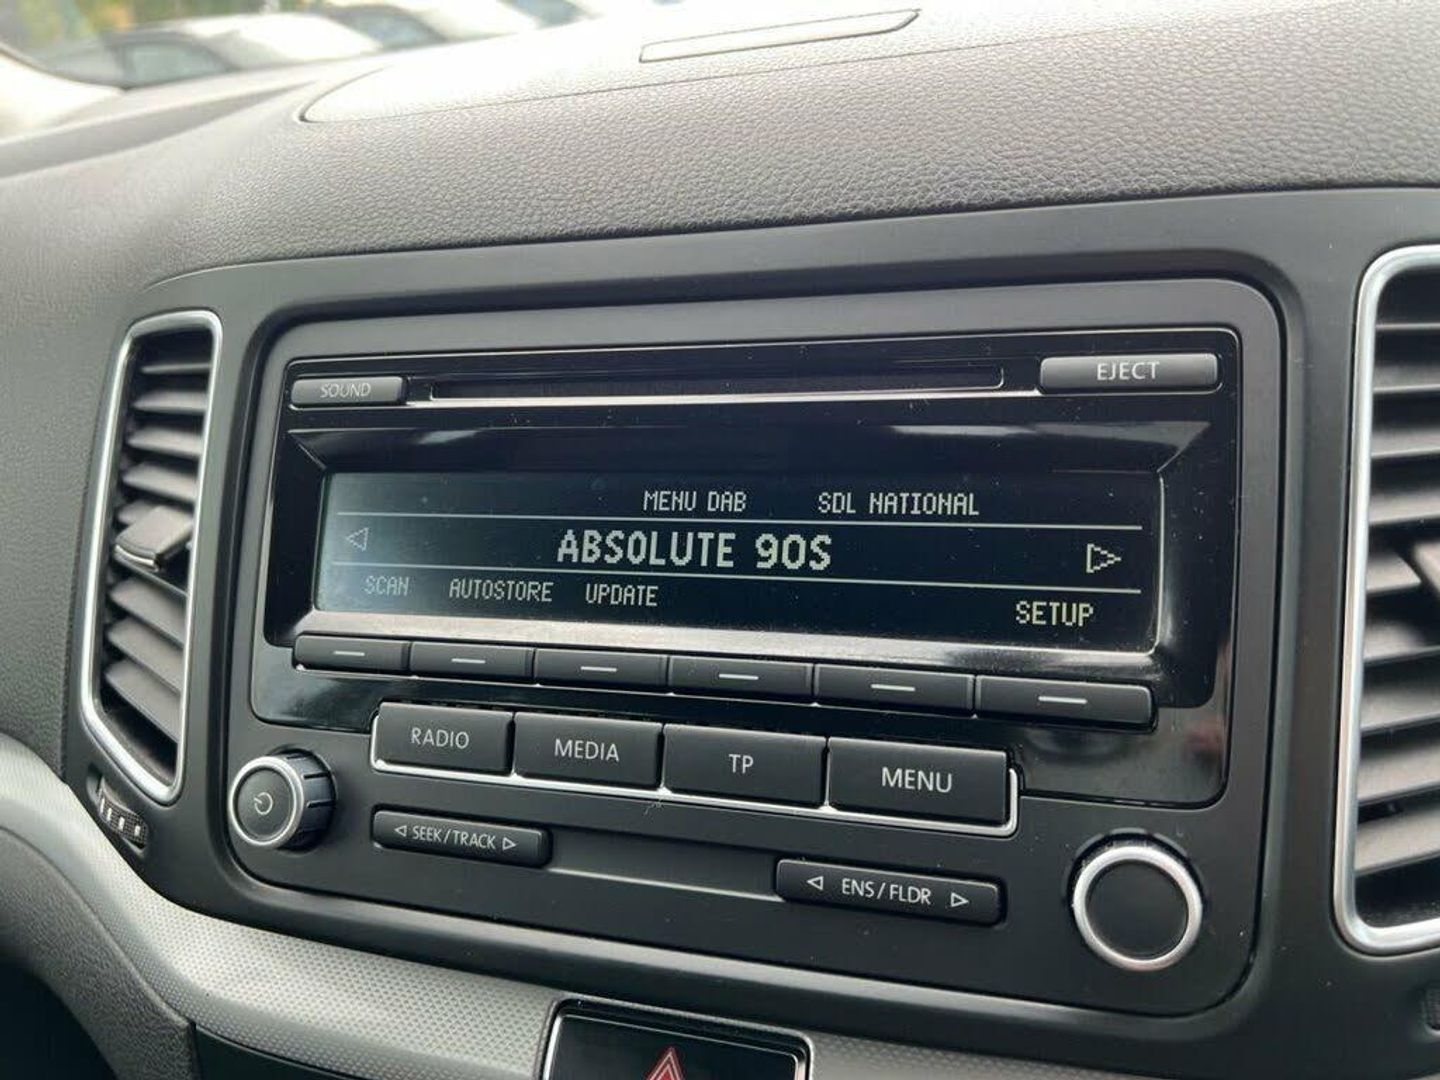 SOUND
EJECT
MENU DAB SDL NATIONAL
ABSOLUTE 90S
SCAN AUTOSTORE UPDATE SETUP
RADIO MEDIA TP MENU
SEEK/TRACK
ENS/FLDR